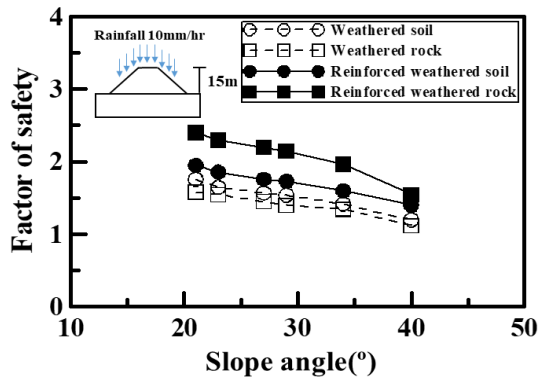 Rainfall 10mm/hr
15m
Weathered soil
Weathered rock
Reinforced weathered soil
Reinforced weathered rock
Factor of safety
4
3
2
1
0
10
20
30
40
50
Slope angle(º)